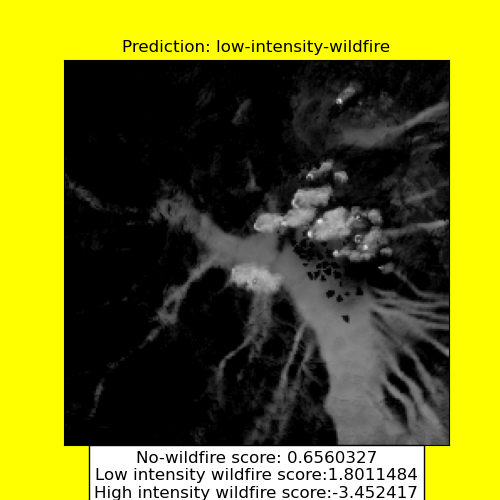 Prediction: low-intensity-wildfire
No-wildfire score: 0.6560327
Low intensity wildfire score:1.8011484
High intensity wildfire score:-3.452417